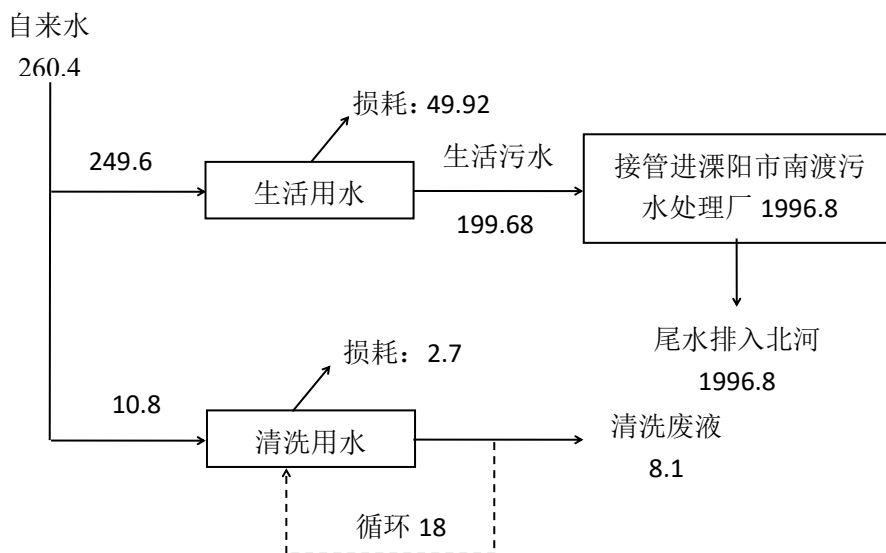 自来水
260.4
损耗：49.92
249.6
生活用水
生活污水
199.68
接管进溧阳市南渡污
水处理厂 1996.8
尾水排入北河
1996.8
损耗：2.7
10.8
清洗用水
清洗废液
8.1
循环 18